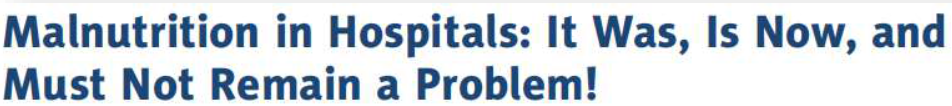 Malnutrition in Hospitals: It Was, Is Now, and
Must Not Remain a Problem!